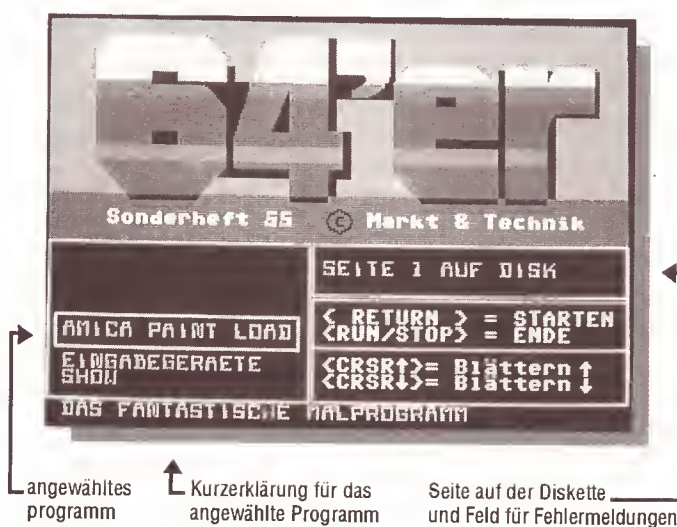 64'er
Sonderheft 55 © Markt & Technik
SEITE 1 AUF DISK
AMICA PAINT LOAD
EINGABEGERAETE
SHOW
< RETURN > = STARTEN
<RUN/STOP> = ENDE
<CRSR↑>= Blättern ↑
<CRSR↓>= Blättern ↓
DAS FANTASTISCHE MALPROGRAMM
angewähltes
programm
Kurzerklärung für das
angewählte Programm
Seite auf der Diskette
und Feld für Fehlermeldungen